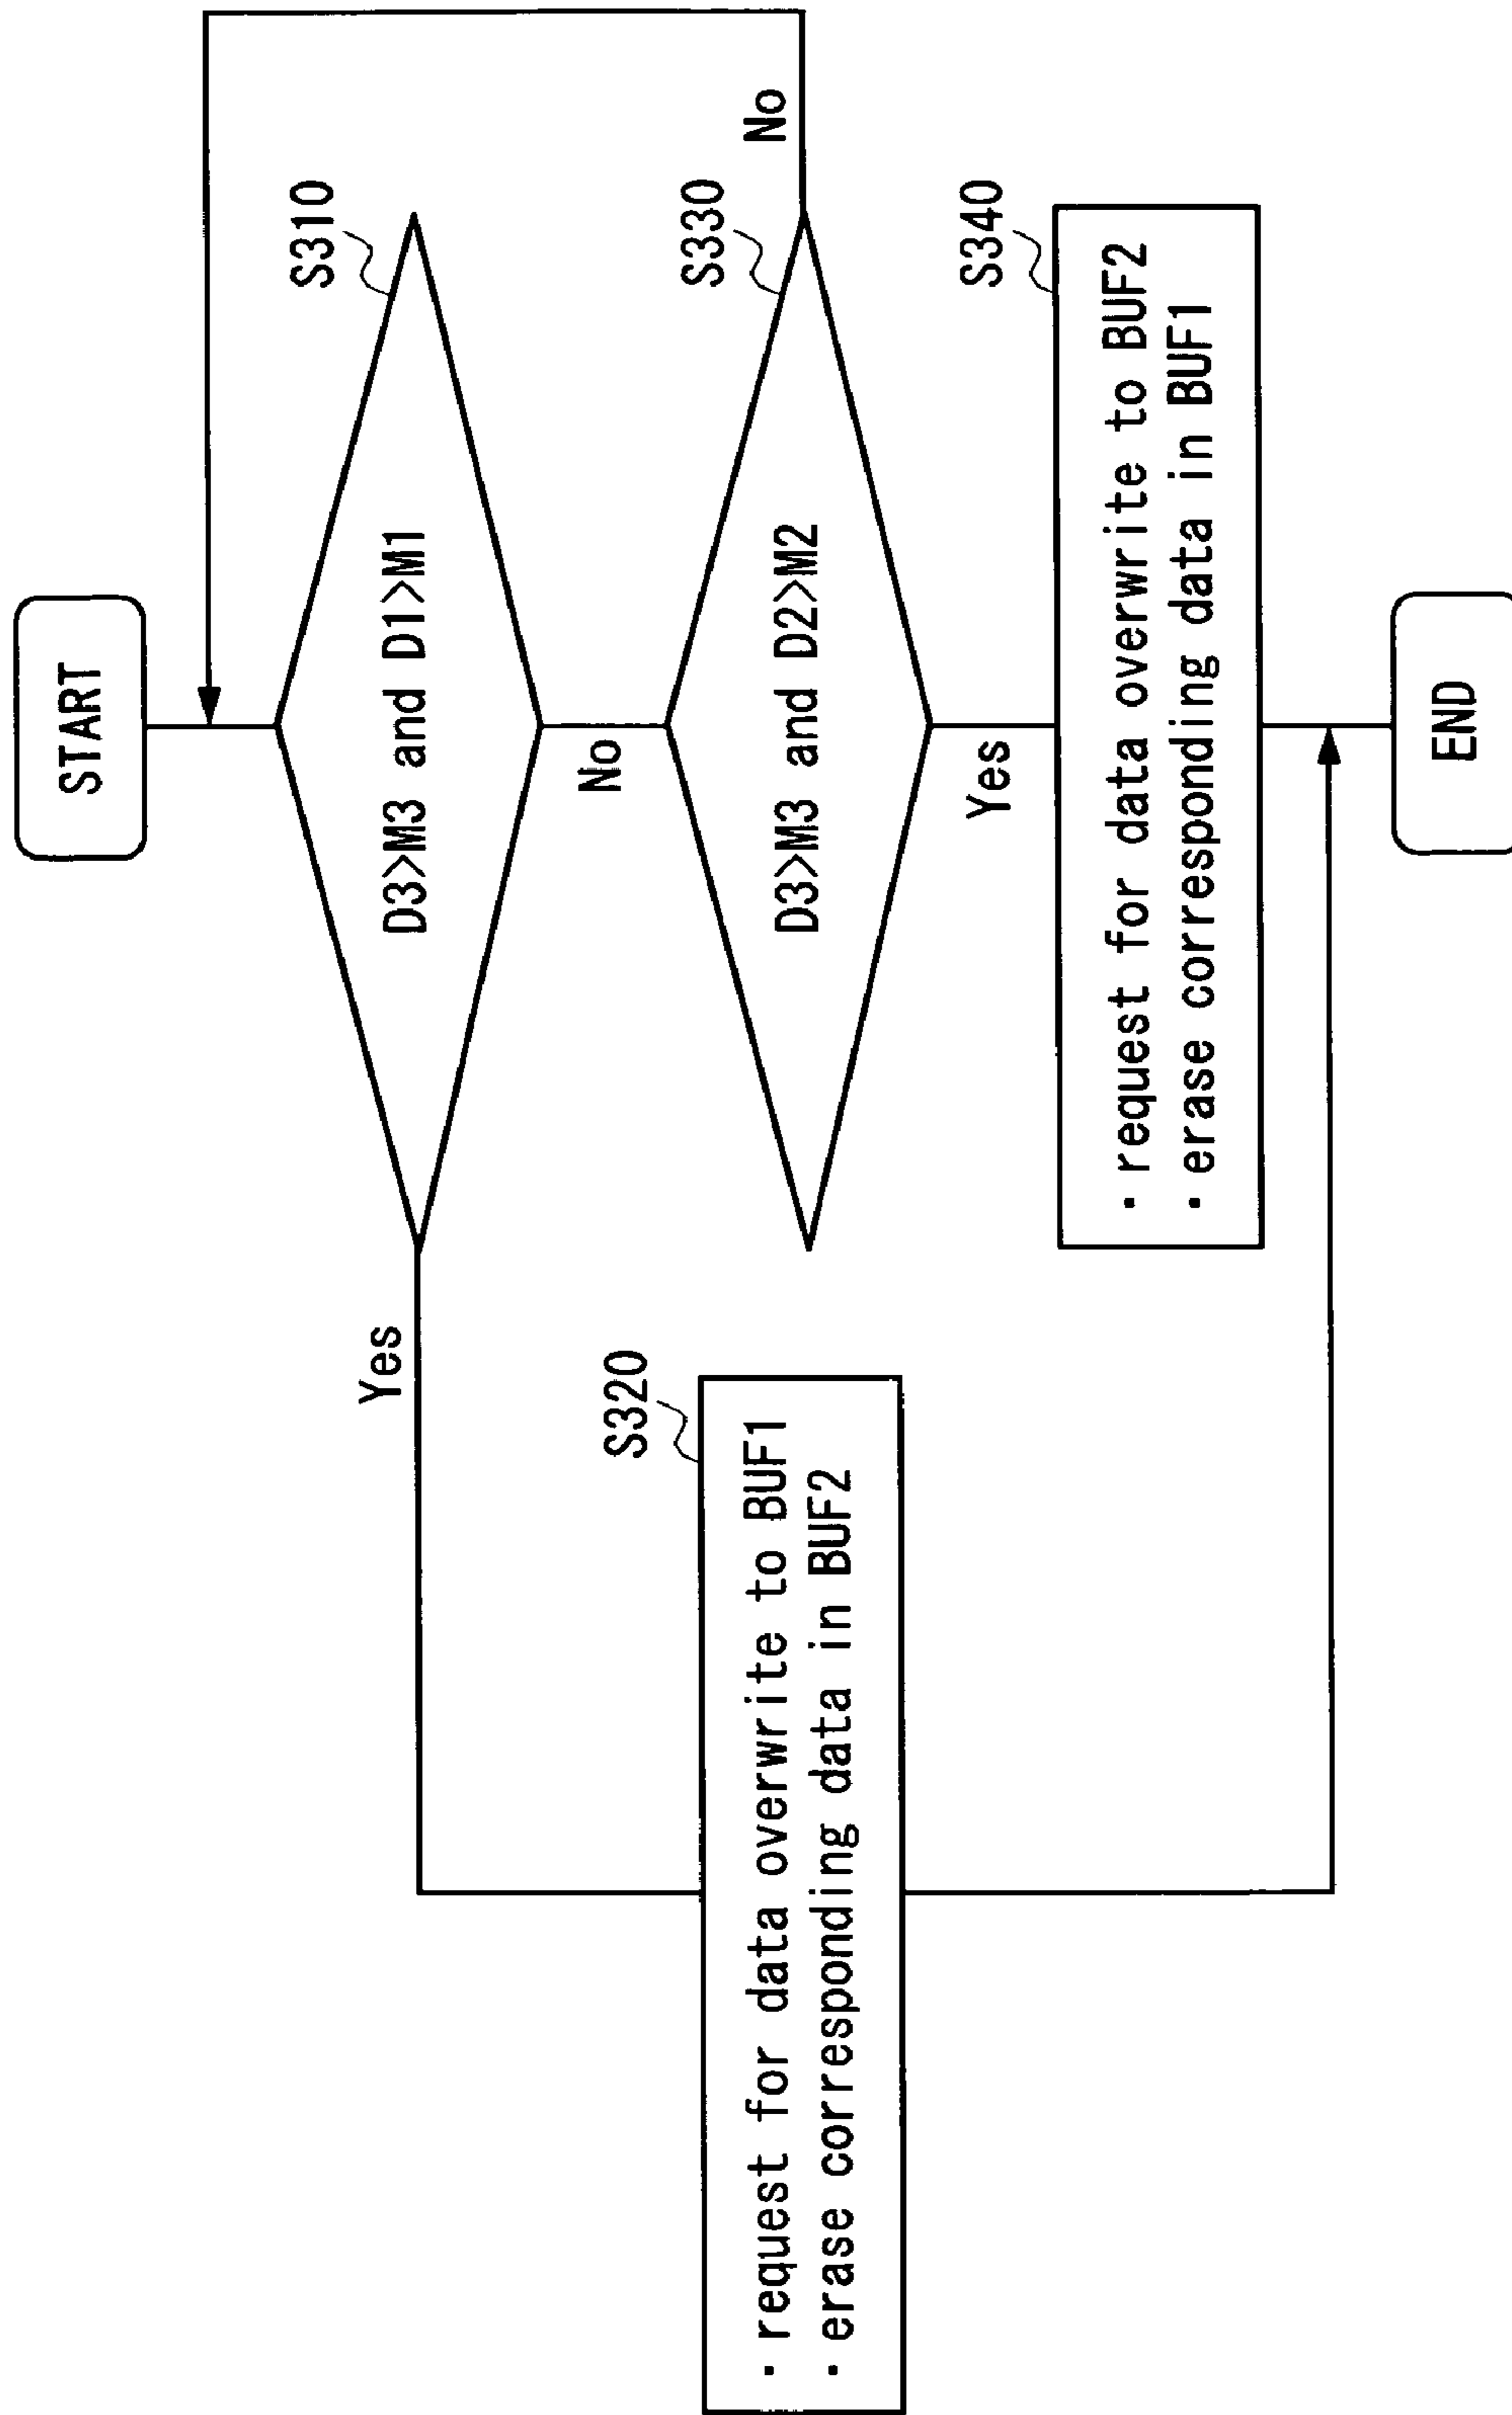 START
S310
D3>M3 and D1>M1
Yes
No
S330
D3>M3 and D2>M2
No
Yes
S320
· request for data overwrite to BUF1
· erase corresponding data in BUF2
S340
· request for data overwrite to BUF2
· erase corresponding data in BUF1
END